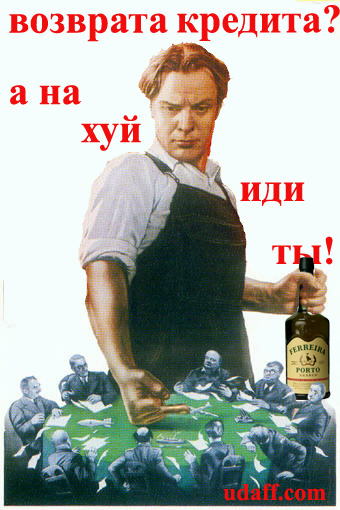 возврата кредита?
а на
хуй
иди
ты!
FERREIRA
PORTO
udaff.com